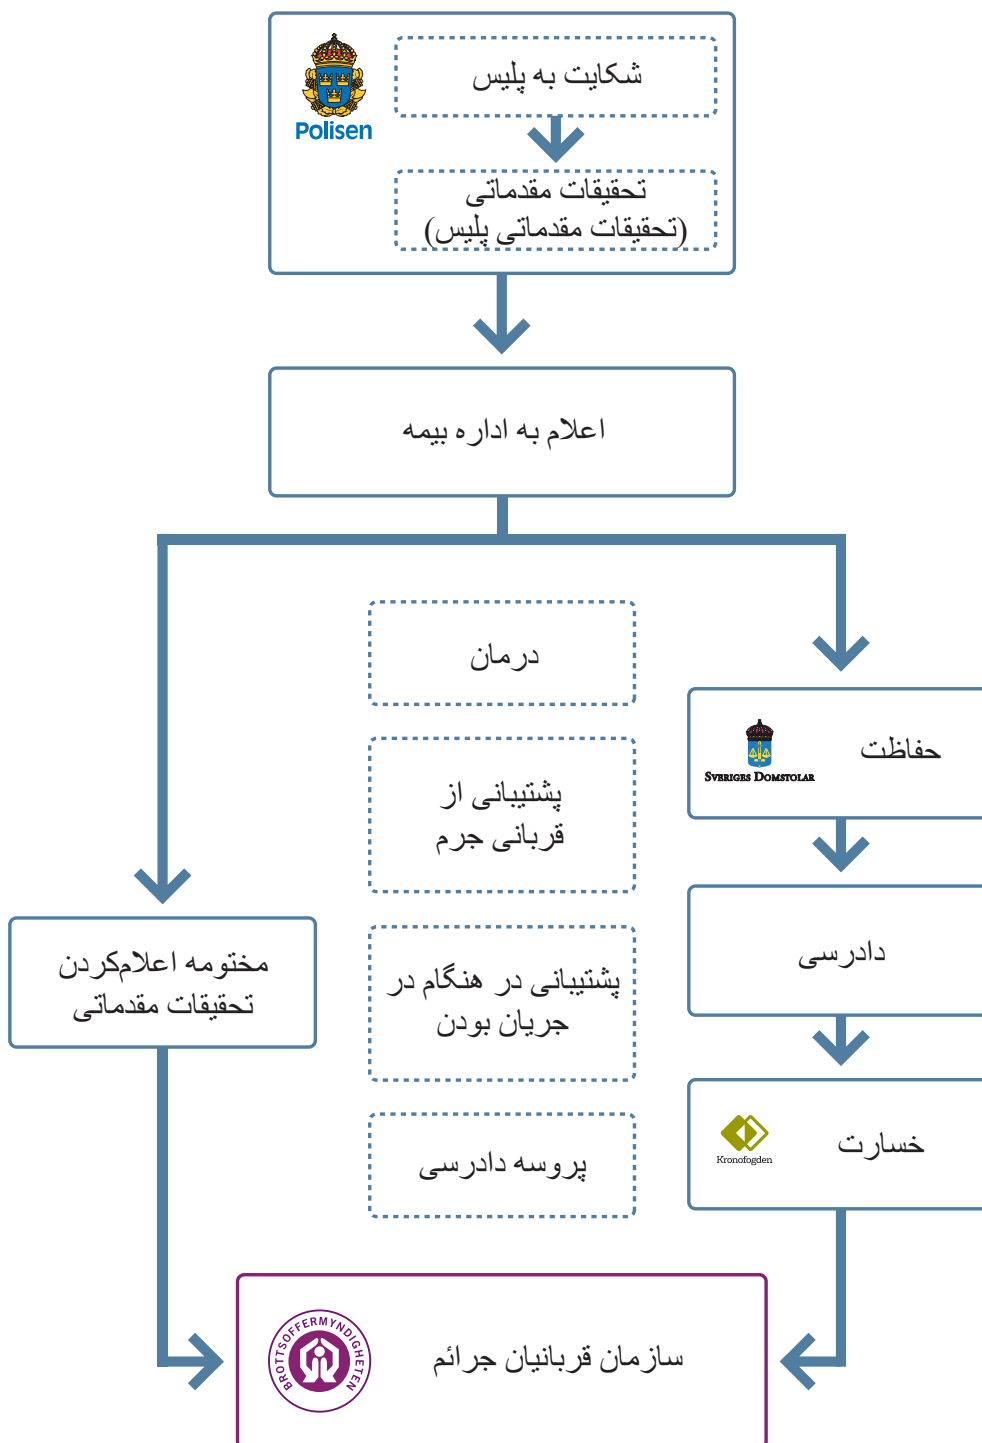 شکایت به پلیس
Polisen
تحقیقات مقدماتی
(تحقیقات مقدماتی پلیس)
اعلام به اداره بیمه
درمان
پشتیبانی از
قربانی جرم
پشتیبانی در هنگام در
جریان بودن
پروسه دادرسی
حفاظت
SVERIGES DOMSTOLAR
دادرسی
خسارت
Kronofogden
مختومه اعلام‌کردن
تحقیقات مقدماتی
سازمان قربانیان جرائم
BROTTSOFFERMYNDIGHETEN